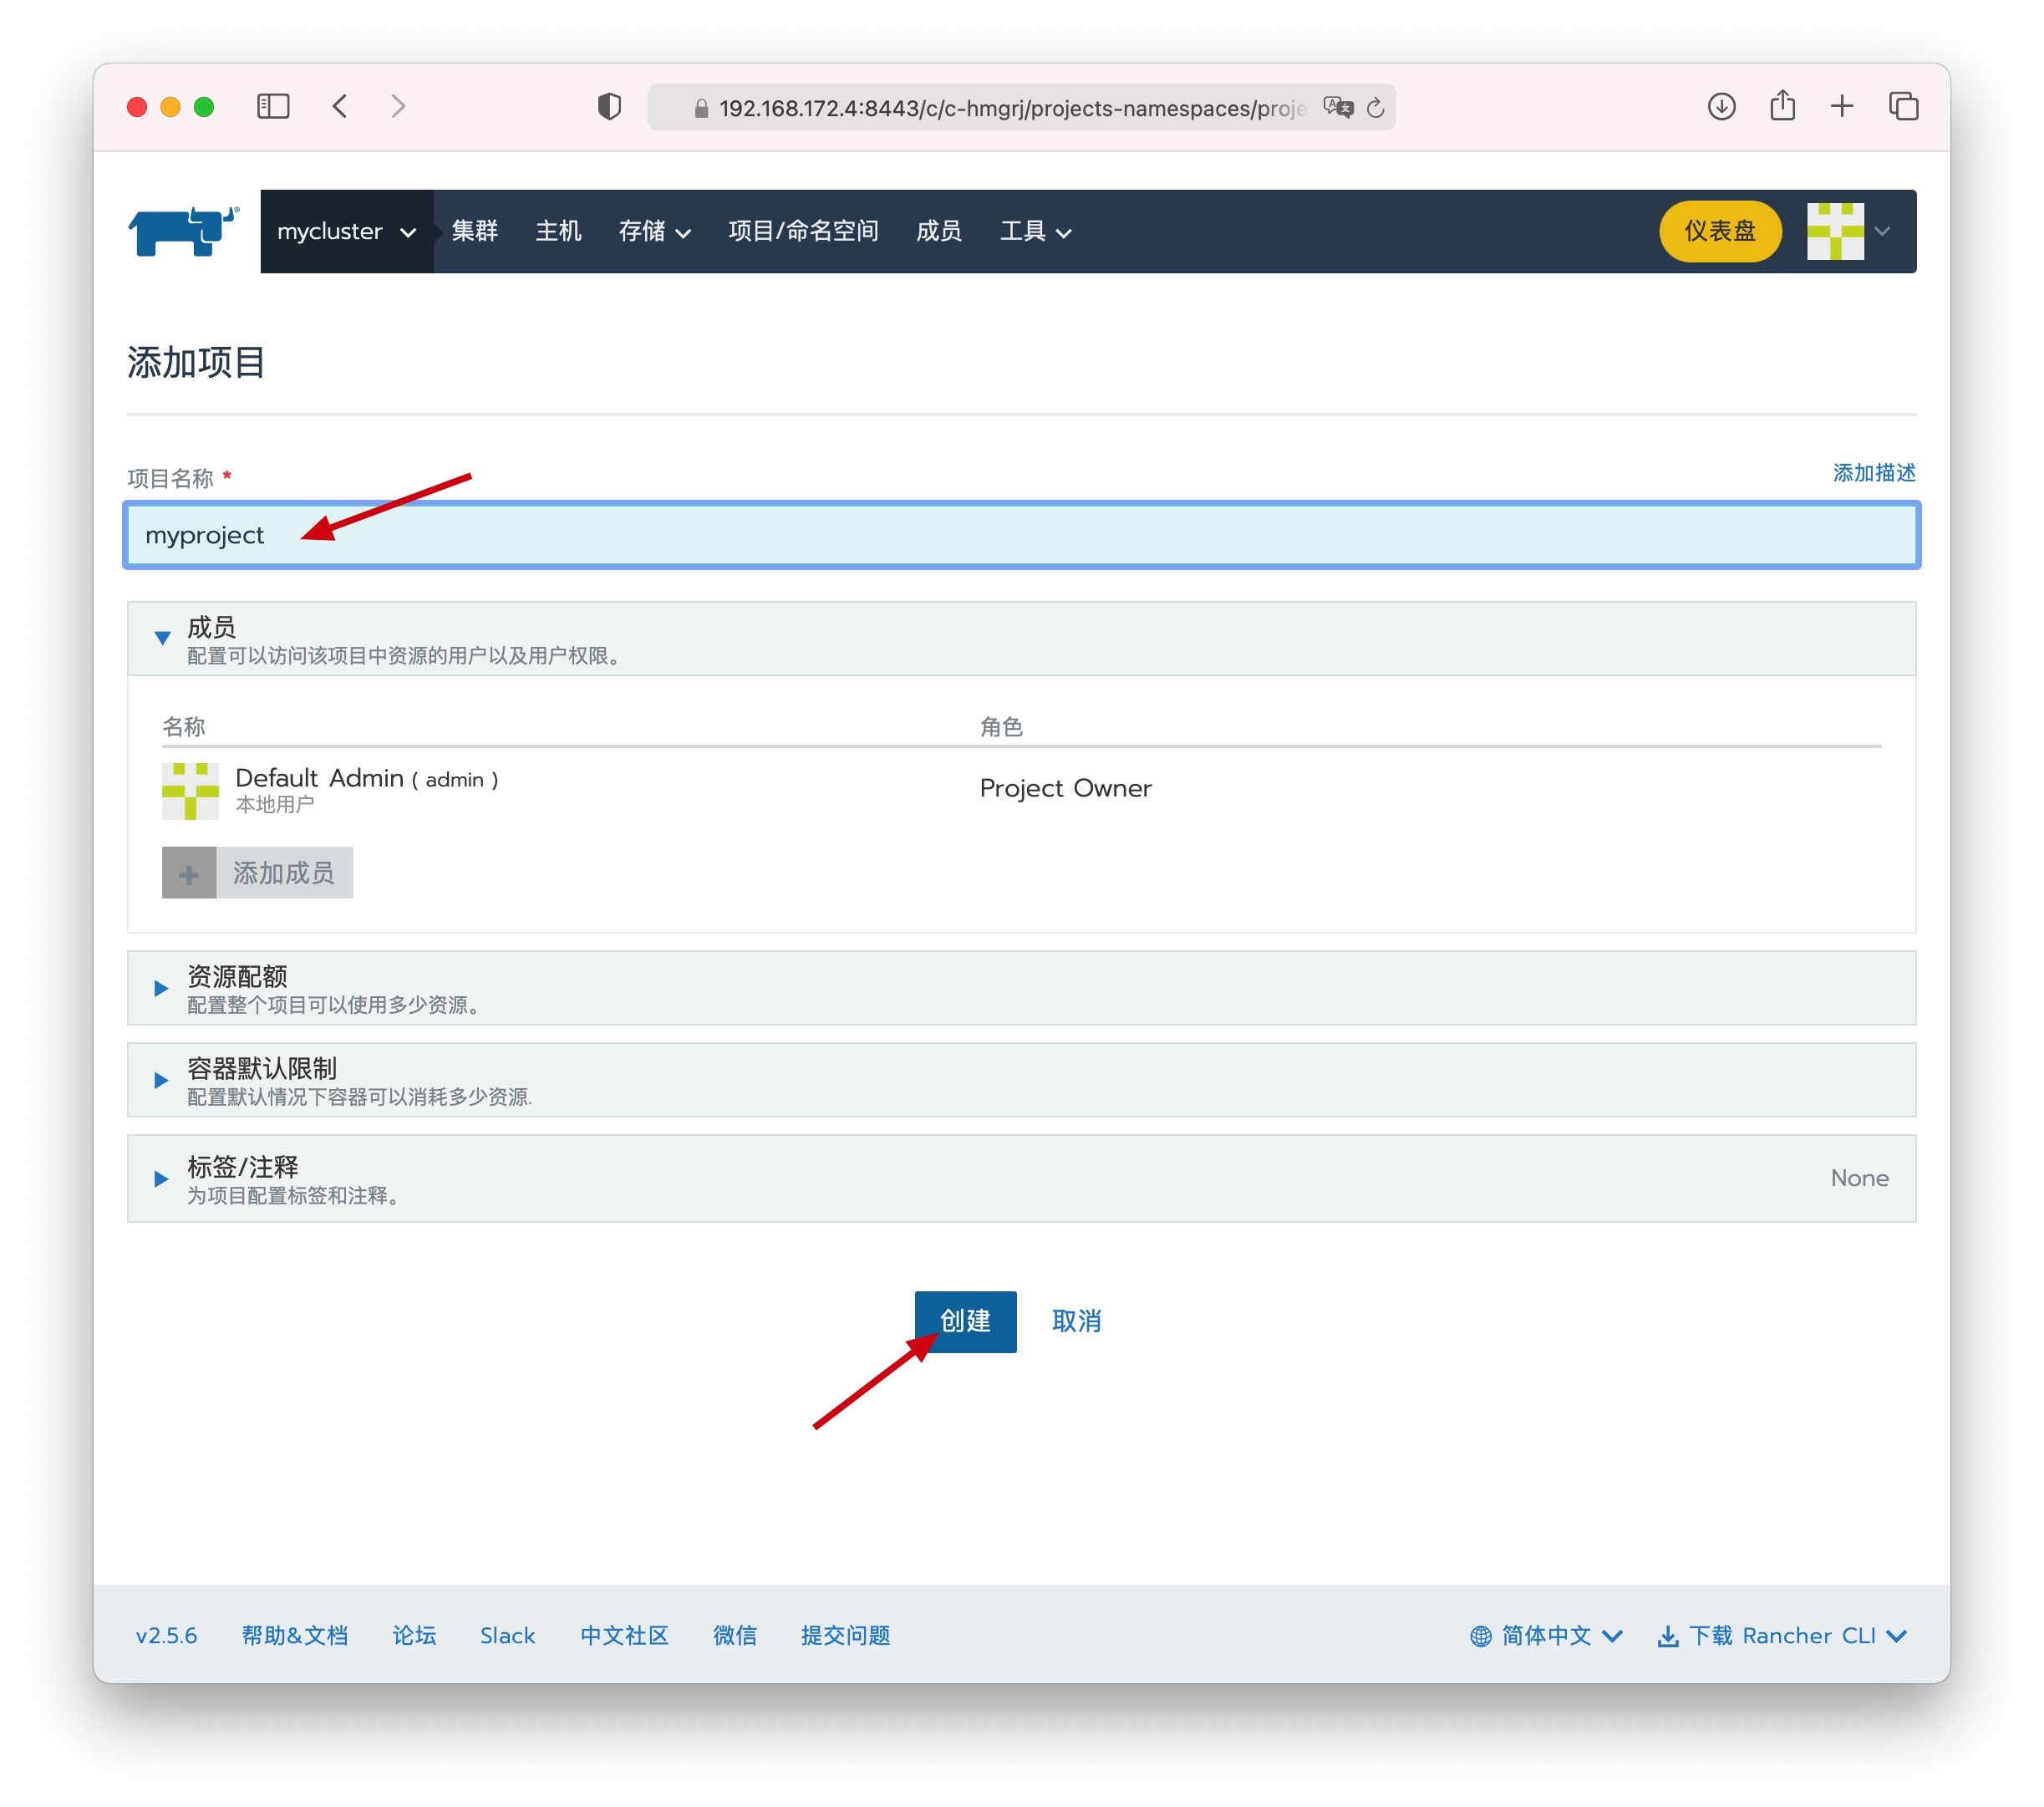 192.168.172.4:8443/c/c-hmgrj/projects-namespaces/proje
mycluster 集群 主机 存储 项目/命名空间 成员 工具 仪表盘
添加项目
项目名称 * 添加描述
myproject
成员
配置可以访问该项目中资源的用户以及用户权限。
名称 角色
Default Admin ( admin ) Project Owner
本地用户
+ 添加成员
资源配额
配置整个项目可以使用多少资源。
容器默认限制
配置默认情况下容器可以消耗多少资源.
标签/注释 None
为项目配置标签和注释。
创建 取消
v2.5.6 帮助&文档 论坛 Slack 中文社区 微信 提交问题 简体中文 下载 Rancher CLI